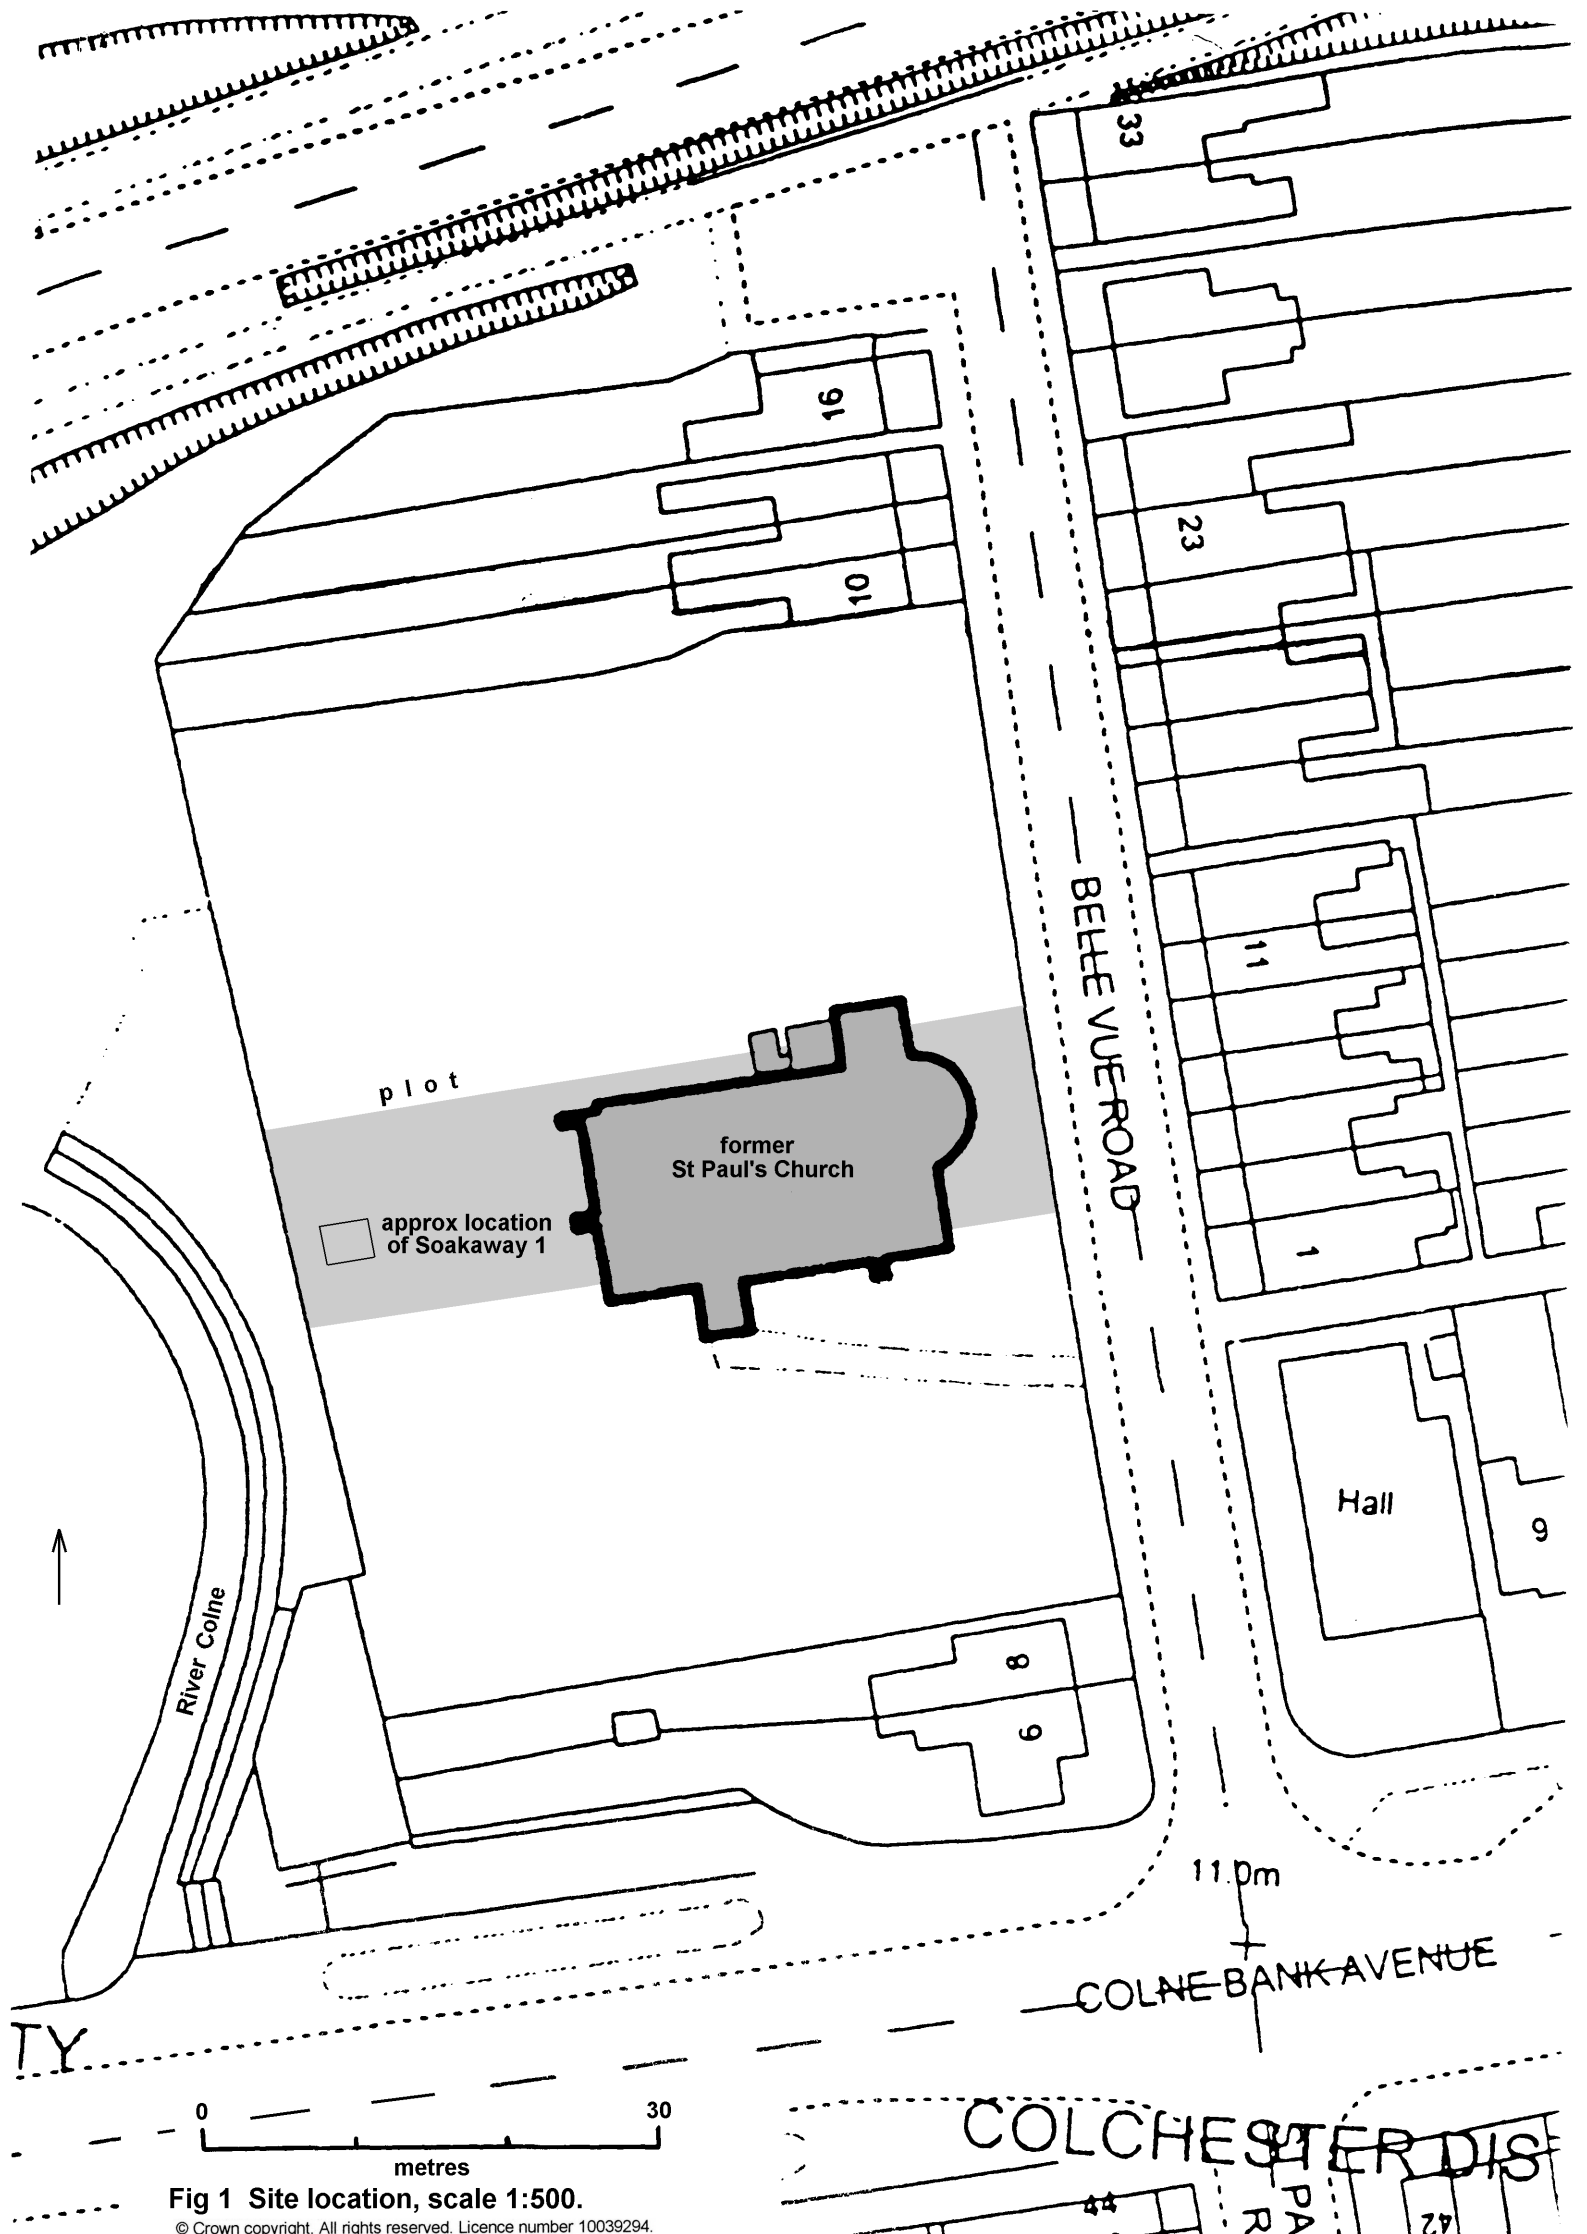 33
16
10
23
BELLE VUE ROAD
11
plot
former
St Paul's Church
approx location
of Soakaway 1
1
Hall
9
River Colne
8
9
11.0m
COLNE BANK AVENUE
TY
0 30
metres
COLCHESTER DIS
Fig 1 Site location, scale 1:500.
© Crown copyright. All rights reserved. Licence number 10039294.
44
PA
R
42